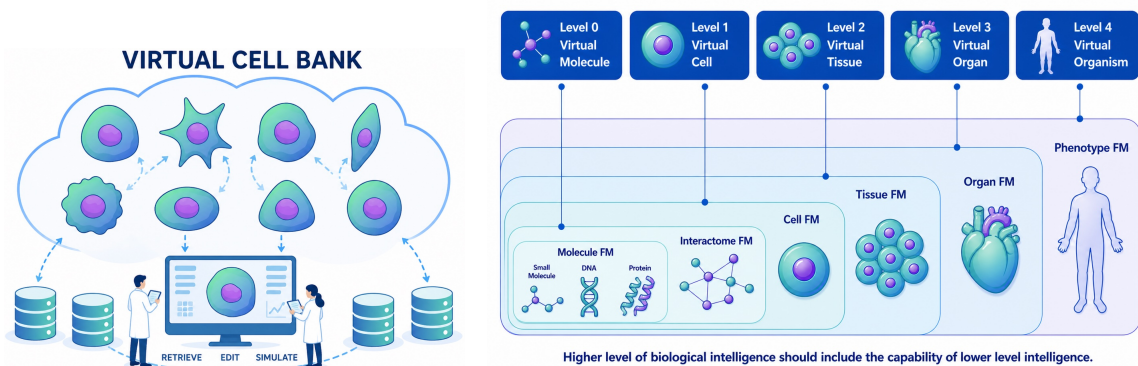 VIRTUAL CELL BANK
RETRIEVE EDIT SIMULATE
Level 0
Virtual
Molecule
Level 1
Virtual
Cell
Level 2
Virtual
Tissue
Level 3
Virtual
Organ
Level 4
Virtual
Organism
Phenotype FM
Organ FM
Tissue FM
Cell FM
Interactome FM
Molecule FM
Small
Molecule
DNA
Protein
Higher level of biological intelligence should include the capability of lower level intelligence.